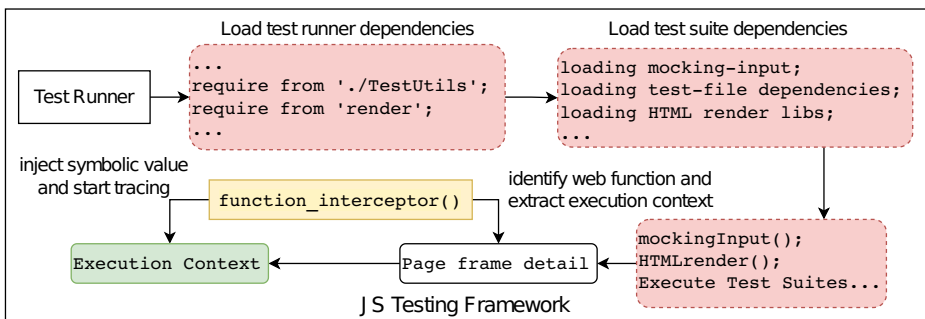 Load test runner dependencies
Load test suite dependencies
Test Runner
...
require from './TestUtils';
require from 'render';
...
loading mocking-input;
loading test-file dependencies;
loading HTML render libs;
...
inject symbolic value
and start tracing
function_interceptor()
identify web function and
extract execution context
Execution Context
Page frame detail
mockingInput();
HTMLrender();
Execute Test Suites...
JS Testing Framework